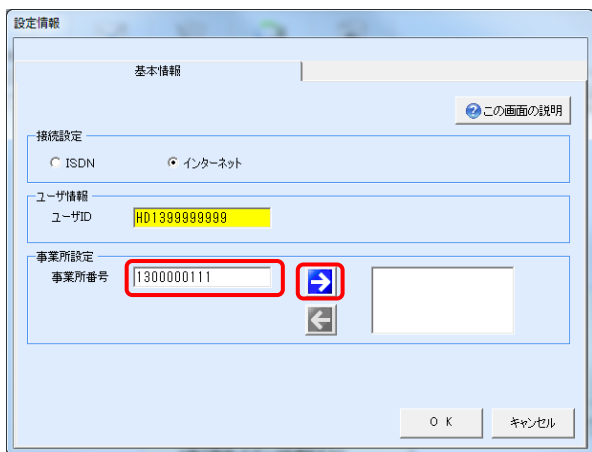 設定情報
基本情報
この画面の説明
接続設定
ISDN インターネット
ユーザ情報
ユーザID HD1399999999
事業所設定
事業所番号 1300000111
O K キャンセル